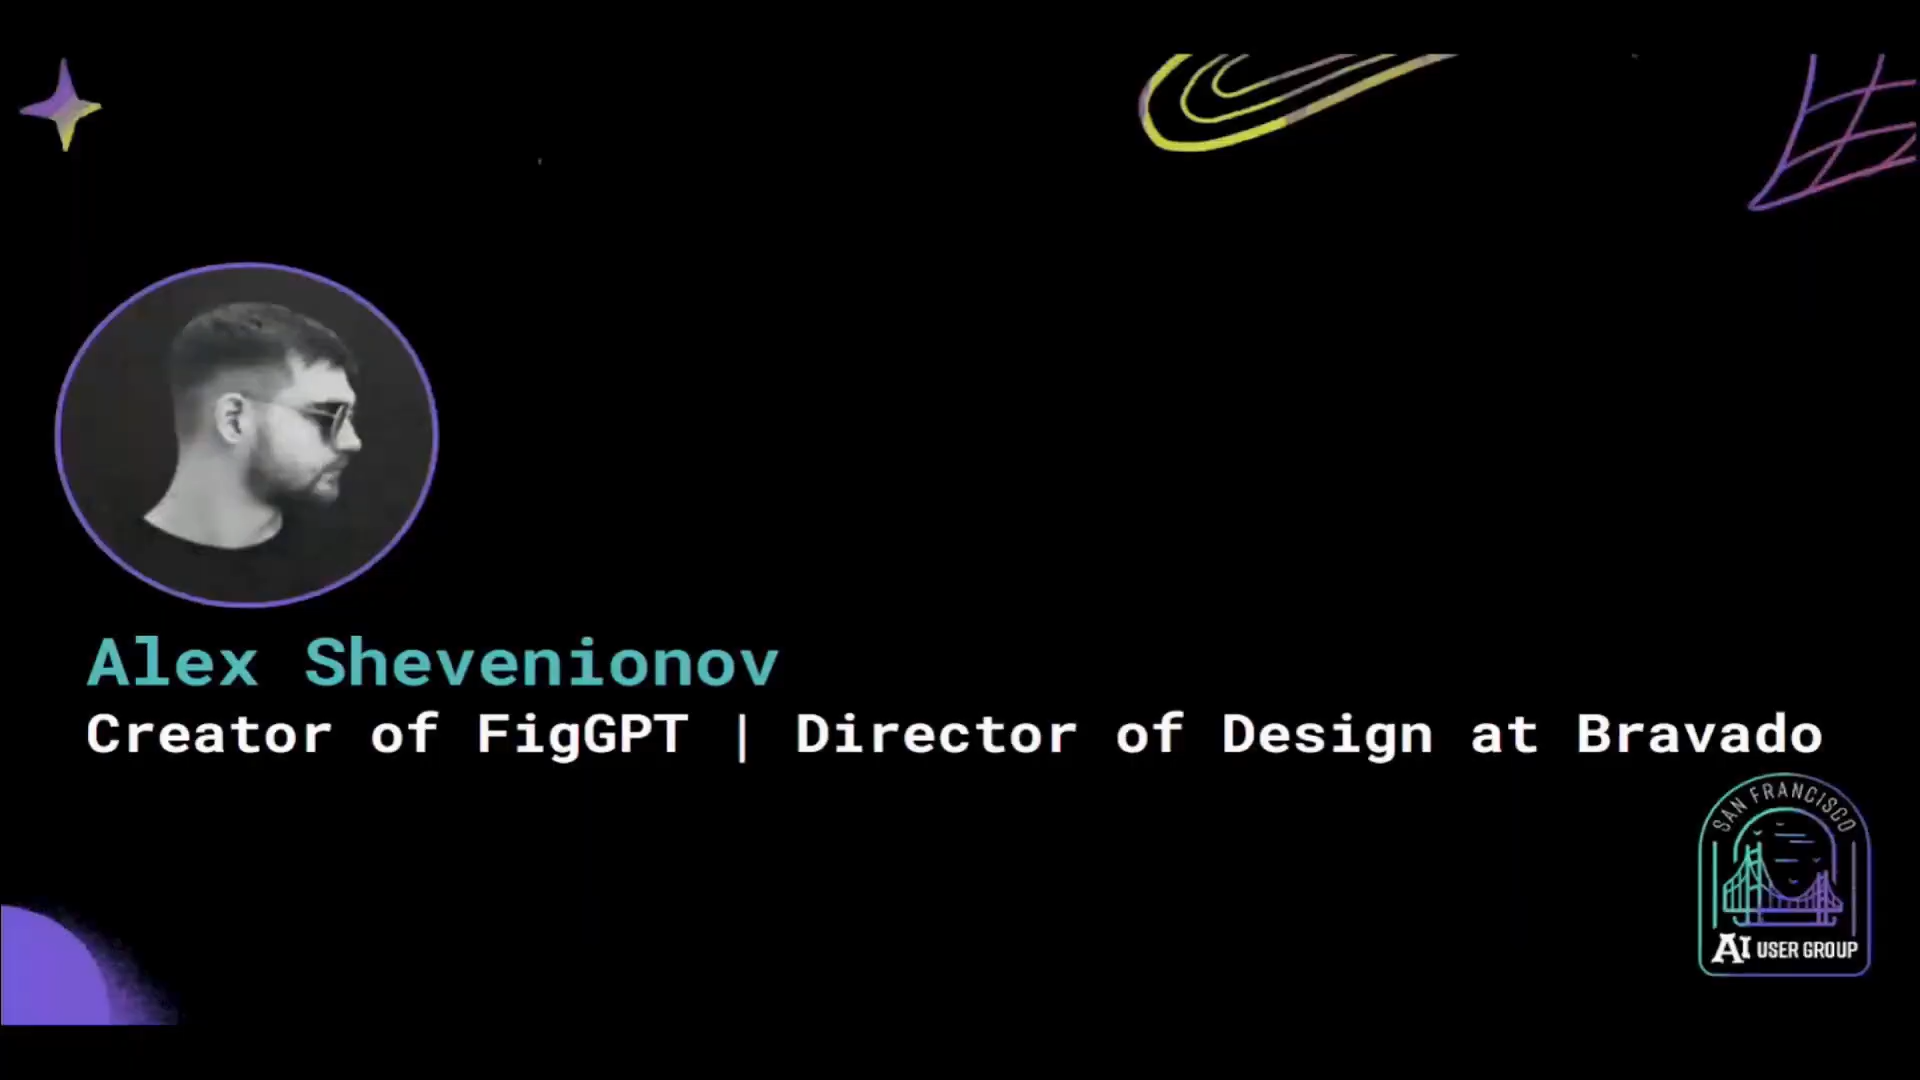 Alex Shevenionov
Creator of FigGPT | Director of Design at Bravado
SAN FRANCISCO
AI USER GROUP